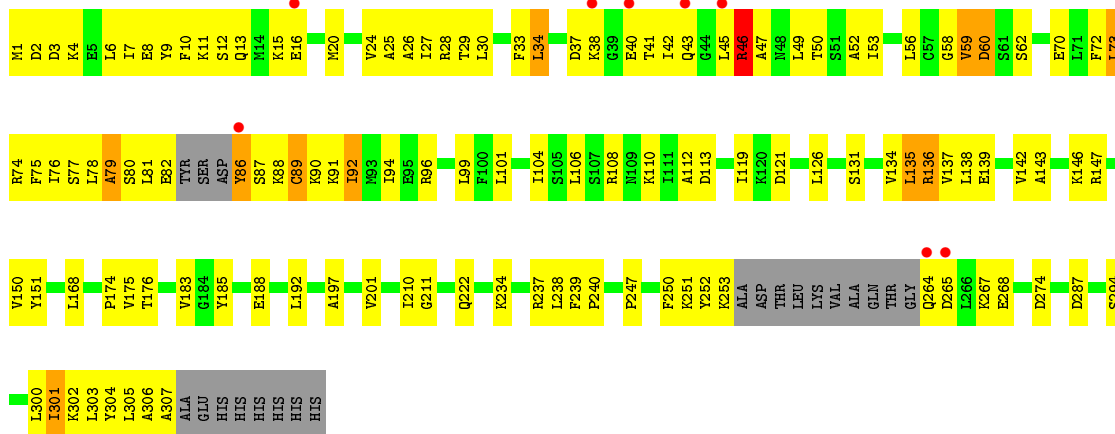 M1 D2 D3 K4 E5 L6 I7 E8 Y9 F10 K11 S12 Q13 M14 K15 E16 M20 V24 A25 A26 I27 R28 T29 L30 F33 L34 D37 K38 G39 E40 T41 I42 Q43 G44 L45 R46 A47 N48 L49 T50 S51 A52 I53 L56 C57 G58 V59 D60 S61 S62 E70 L71 F72
R74 F75 I76 S77 L78 A79 S80 L81 E82 TYR SER ASP Y86 S87 K88 C89 K90 K91 I92 M93 I94 E95 R96 L99 F100 L101 I104 S105 L106 S107 R108 N109 K110 I111 A112 D113 I119 K120 D121 L126 S131 V134 L135 R136 V137 L138 E139 V142 A143 K146 R147
V150 Y151 L168 P174 V175 T176 V183 G184 Y185 E188 L192 A197 V201 I210 G211 Q222 K234 R237 L238 F239 P240 P247 F250 K251 Y252 K253 ALA ASP THR LEU LYS VAL ALA GLN THR GLY Q264 D265 L266 K267 E268 D274 D287
L300 I301 K302 L303 Y304 L305 A306 A307 ALA GLU HIS HIS HIS HIS HIS HIS